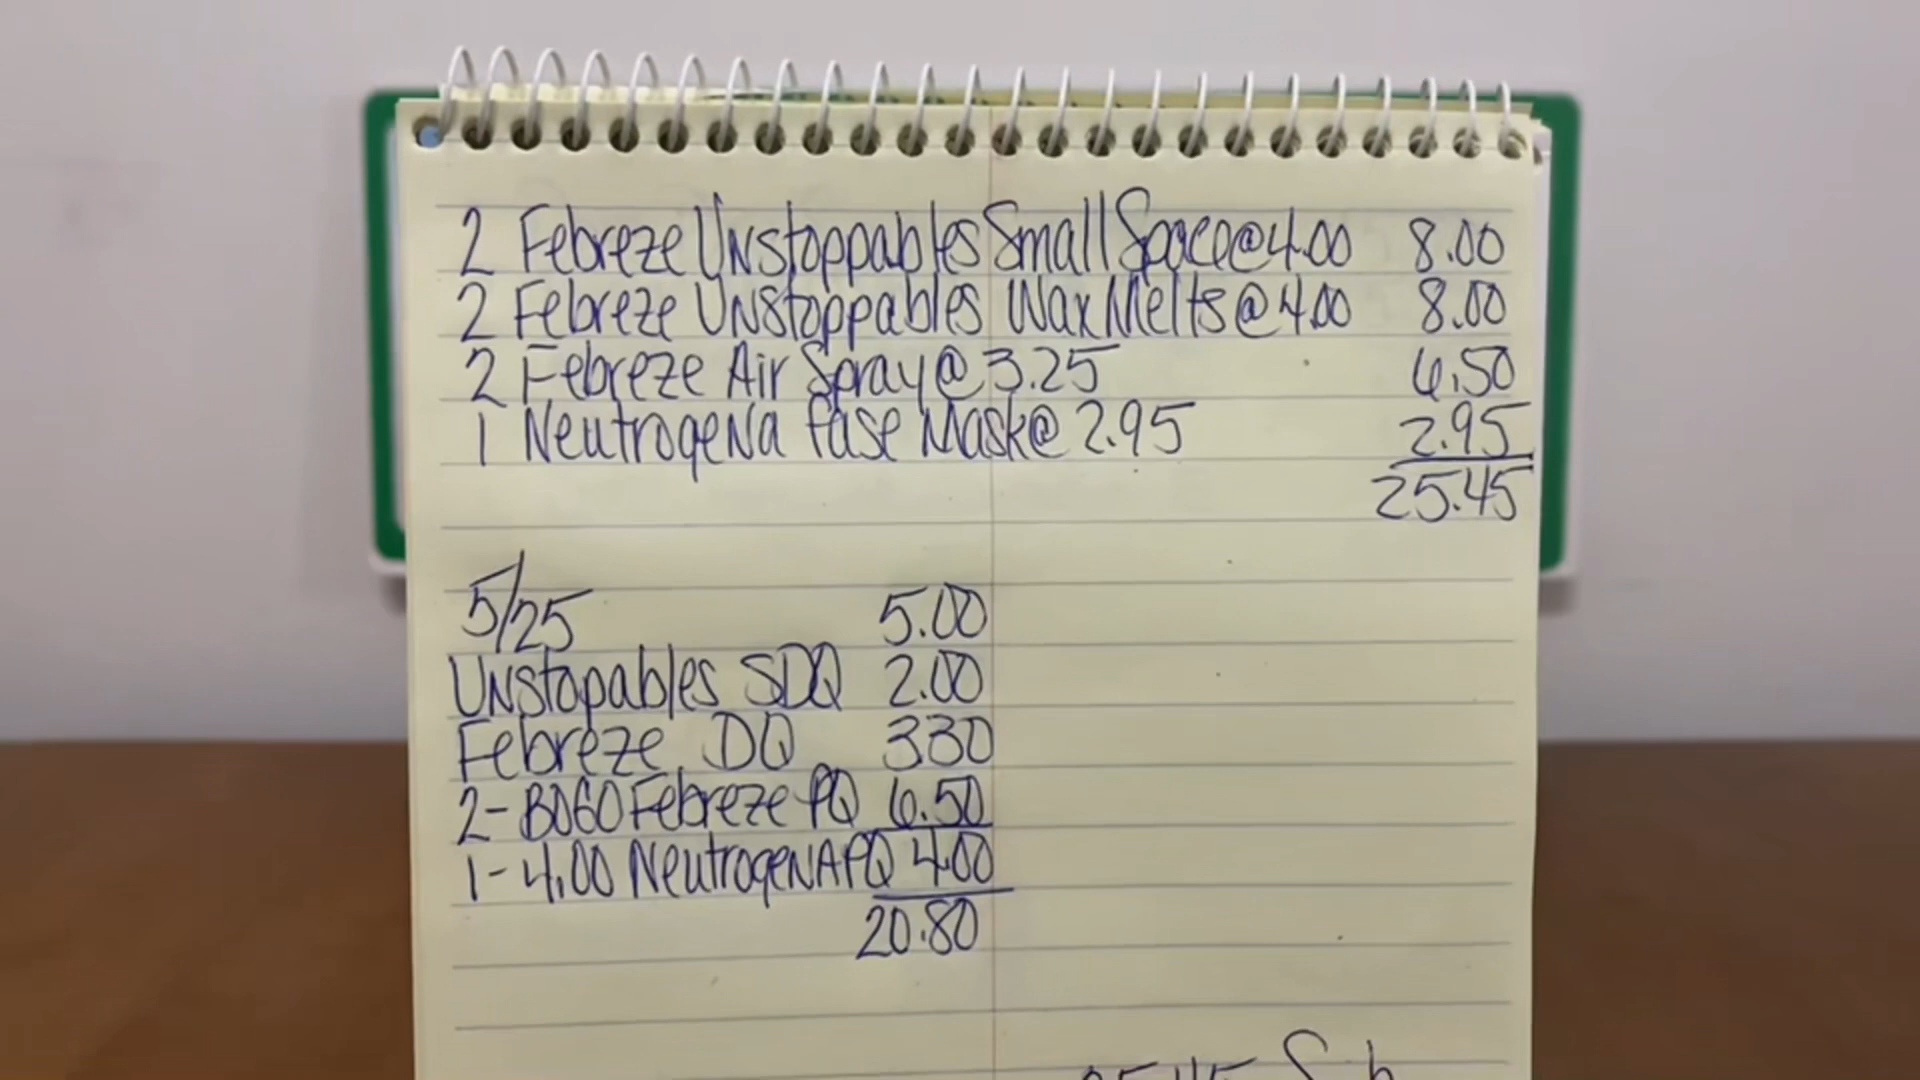 2 Febreze Unstoppables Small Space@4.00 8.00
2 Febreze Unstoppables Wax Melts@4.00 8.00
2 Febreze Air Spray@3.25 6.50
1 Neutrogena Fase Mask@2.95 2.95
25.45
5/25 5.00
Unstopables SDQ 2.00
Febreze DQ 330
2-BOGO Febreze PQ 6.50
1-4.00 Neutrogena PQ 4.00
20.80